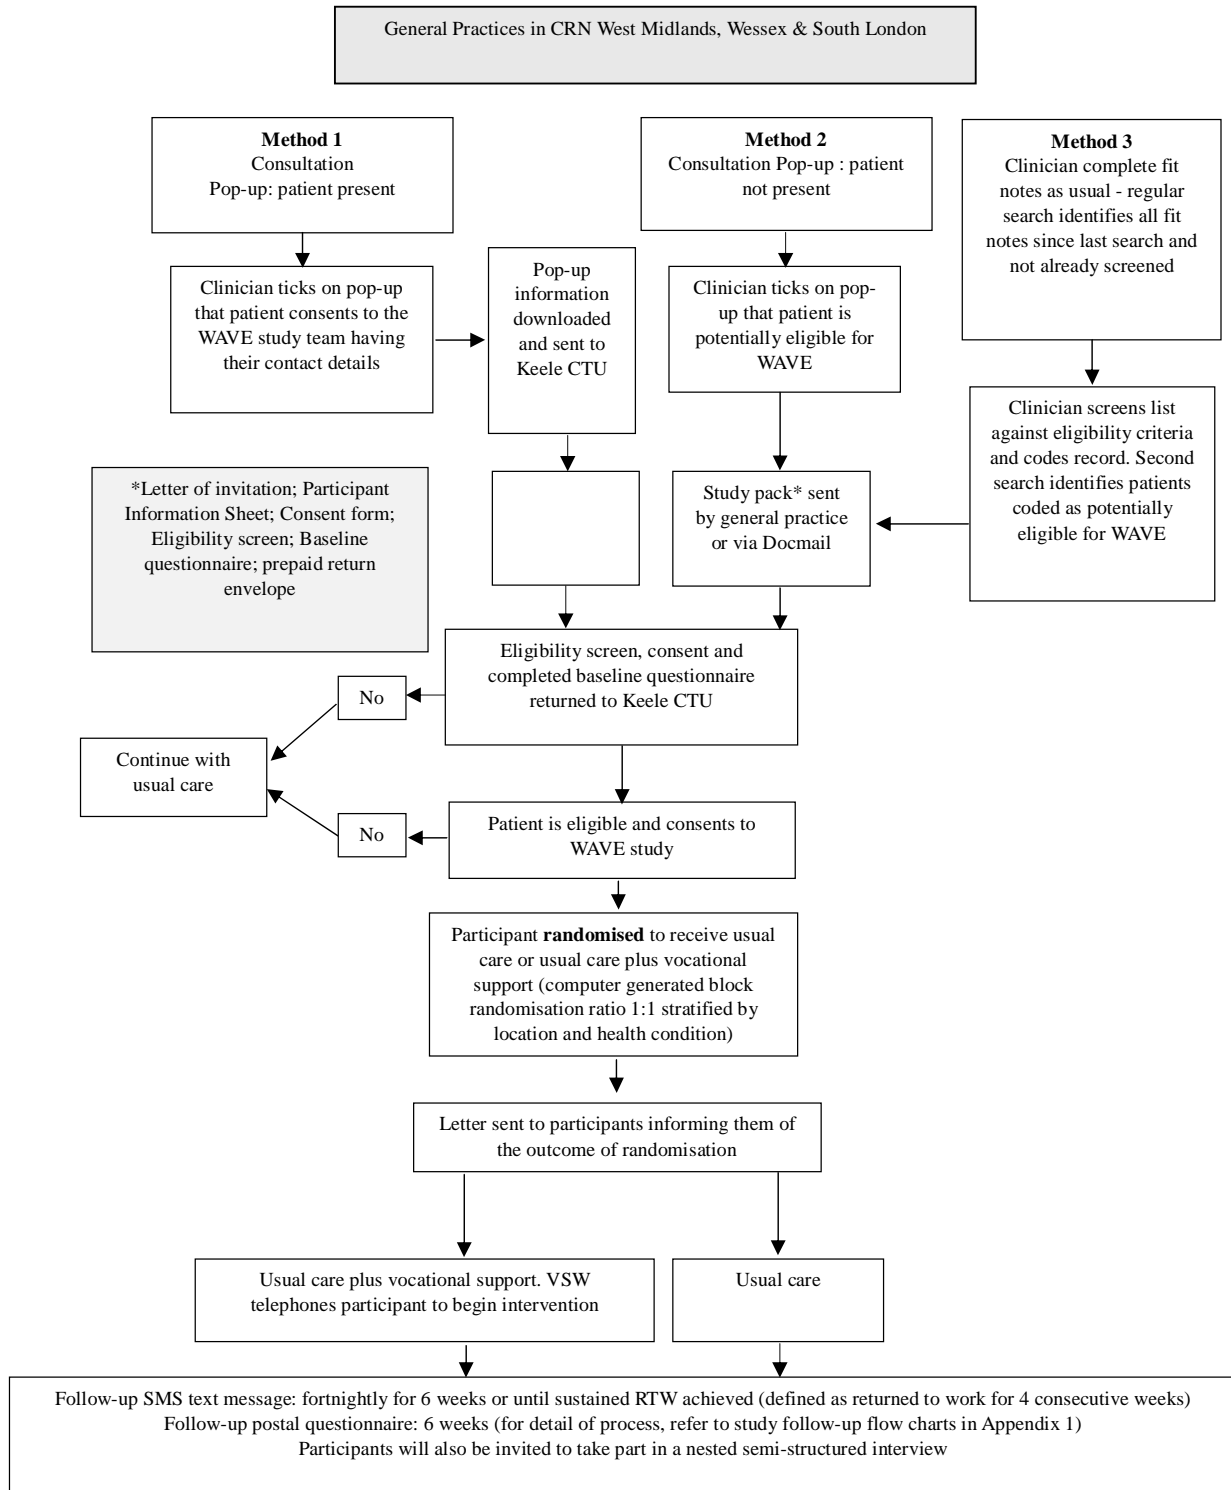 General Practices in CRN West Midlands, Wessex & South London
Method 1
Consultation
Pop-up: patient present
Method 2
Consultation Pop-up : patient
not present
Method 3
Clinician complete fit
notes as usual - regular
search identifies all fit
notes since last search and
not already screened
Clinician ticks on pop-up
that patient consents to the
WAVE study team having
their contact details
Pop-up
information
downloaded
and sent to
Keele CTU
Clinician ticks on pop-
up that patient is
potentially eligible for
WAVE
Clinician screens list
against eligibility criteria
and codes record. Second
search identifies patients
coded as potentially
eligible for WAVE
*Letter of invitation; Participant
Information Sheet; Consent form;
Eligibility screen; Baseline
questionnaire; prepaid return
envelope
Study pack* sent
by general practice
or via Docmail
Eligibility screen, consent and
completed baseline questionnaire
returned to Keele CTU
No
Continue with
usual care
No
Patient is eligible and consents to
WAVE study
Participant randomised to receive usual
care or usual care plus vocational
support (computer generated block
randomisation ratio 1:1 stratified by
location and health condition)
Letter sent to participants informing them of
the outcome of randomisation
Usual care plus vocational support. VSW
telephones participant to begin intervention
Usual care
Follow-up SMS text message: fortnightly for 6 weeks or until sustained RTW achieved (defined as returned to work for 4 consecutive weeks)
Follow-up postal questionnaire: 6 weeks (for detail of process, refer to study follow-up flow charts in Appendix 1)
Participants will also be invited to take part in a nested semi-structured interview